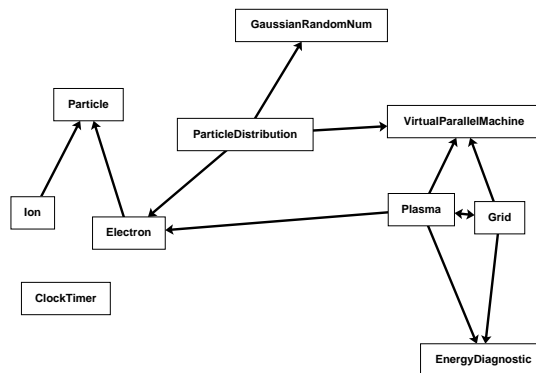 GaussianRandomNum
Particle
ParticleDistribution
VirtualParallelMachine
Ion
Electron
Plasma
Grid
ClockTimer
EnergyDiagnostic